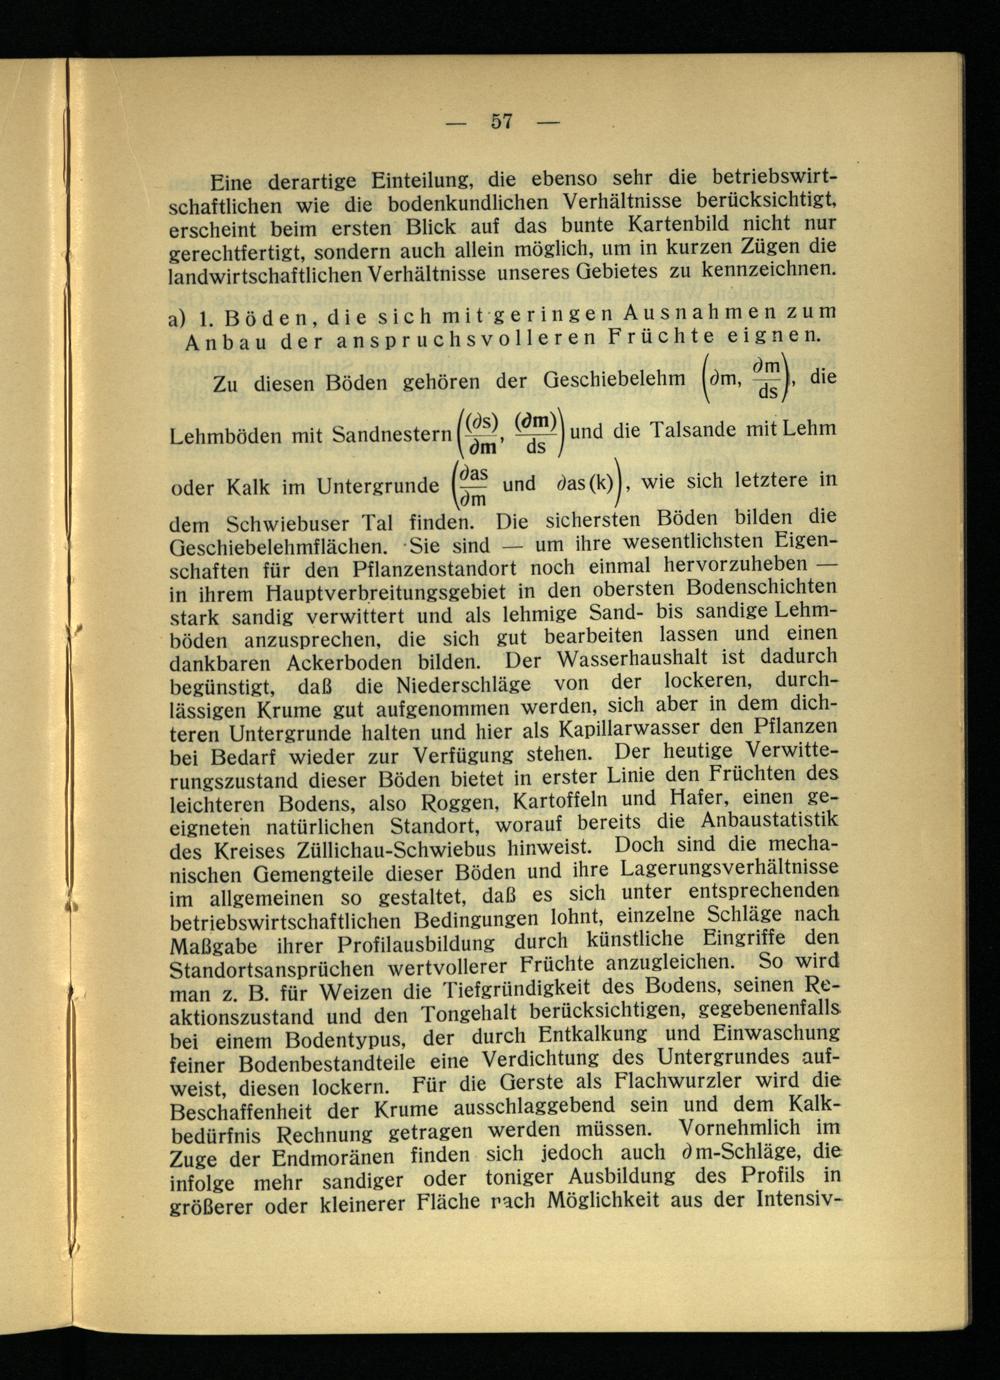 — 57 —
Eine derartige Einteilung, die ebenso sehr die betriebswirt-
schaftlichen wie die bodenkundlichen Verhältnisse berücksichtigt,
erscheint beim ersten Blick auf das bunte Kartenbild nicht nur
gerechtfertigt, sondern auch allein möglich, um in kurzen Zügen die
landwirtschaftlichen Verhältnisse unseres Gebietes zu kennzeichnen.
a) 1. Böden, die sich mit geringen Ausnahmen zum
Anbau der anspruchsvolleren Früchte eignen.
Zu diesen Böden gehören der Geschiebelehm (∂m, ∂m/ds), die
Lehmböden mit Sandnestern ((∂s)/∂m, (∂m)/ds) und die Talsande mit Lehm
oder Kalk im Untergrunde (∂as/∂m und ∂as(k)), wie sich letztere in
dem Schwiebuser Tal finden. Die sichersten Böden bilden die
Geschiebelehmflächen. Sie sind — um ihre wesentlichsten Eigen-
schaften für den Pflanzenstandort noch einmal hervorzuheben —
in ihrem Hauptverbreitungsgebiet in den obersten Bodenschichten
stark sandig verwittert und als lehmige Sand- bis sandige Lehm-
böden anzusprechen, die sich gut bearbeiten lassen und einen
dankbaren Ackerboden bilden. Der Wasserhaushalt ist dadurch
begünstigt, daß die Niederschläge von der lockeren, durch-
lässigen Krume gut aufgenommen werden, sich aber in dem dich-
teren Untergrunde halten und hier als Kapillarwasser den Pflanzen
bei Bedarf wieder zur Verfügung stehen. Der heutige Verwitte-
rungszustand dieser Böden bietet in erster Linie den Früchten des
leichteren Bodens, also Roggen, Kartoffeln und Hafer, einen ge-
eigneten natürlichen Standort, worauf bereits die Anbaustatistik
des Kreises Züllichau-Schwiebus hinweist. Doch sind die mecha-
nischen Gemengteile dieser Böden und ihre Lagerungsverhältnisse
im allgemeinen so gestaltet, daß es sich unter entsprechenden
betriebswirtschaftlichen Bedingungen lohnt, einzelne Schläge nach
Maßgabe ihrer Profilausbildung durch künstliche Eingriffe den
Standortsansprüchen wertvollerer Früchte anzugleichen. So wird
man z. B. für Weizen die Tiefgründigkeit des Bodens, seinen Re-
aktionszustand und den Tongehalt berücksichtigen, gegebenenfalls
bei einem Bodentypus, der durch Entkalkung und Einwaschung
feiner Bodenbestandteile eine Verdichtung des Untergrundes auf-
weist, diesen lockern. Für die Gerste als Flachwurzler wird die
Beschaffenheit der Krume ausschlaggebend sein und dem Kalk-
bedürfnis Rechnung getragen werden müssen. Vornehmlich im
Zuge der Endmoränen finden sich jedoch auch ∂m-Schläge, die
infolge mehr sandiger oder toniger Ausbildung des Profils in
größerer oder kleinerer Fläche nach Möglichkeit aus der Intensiv-